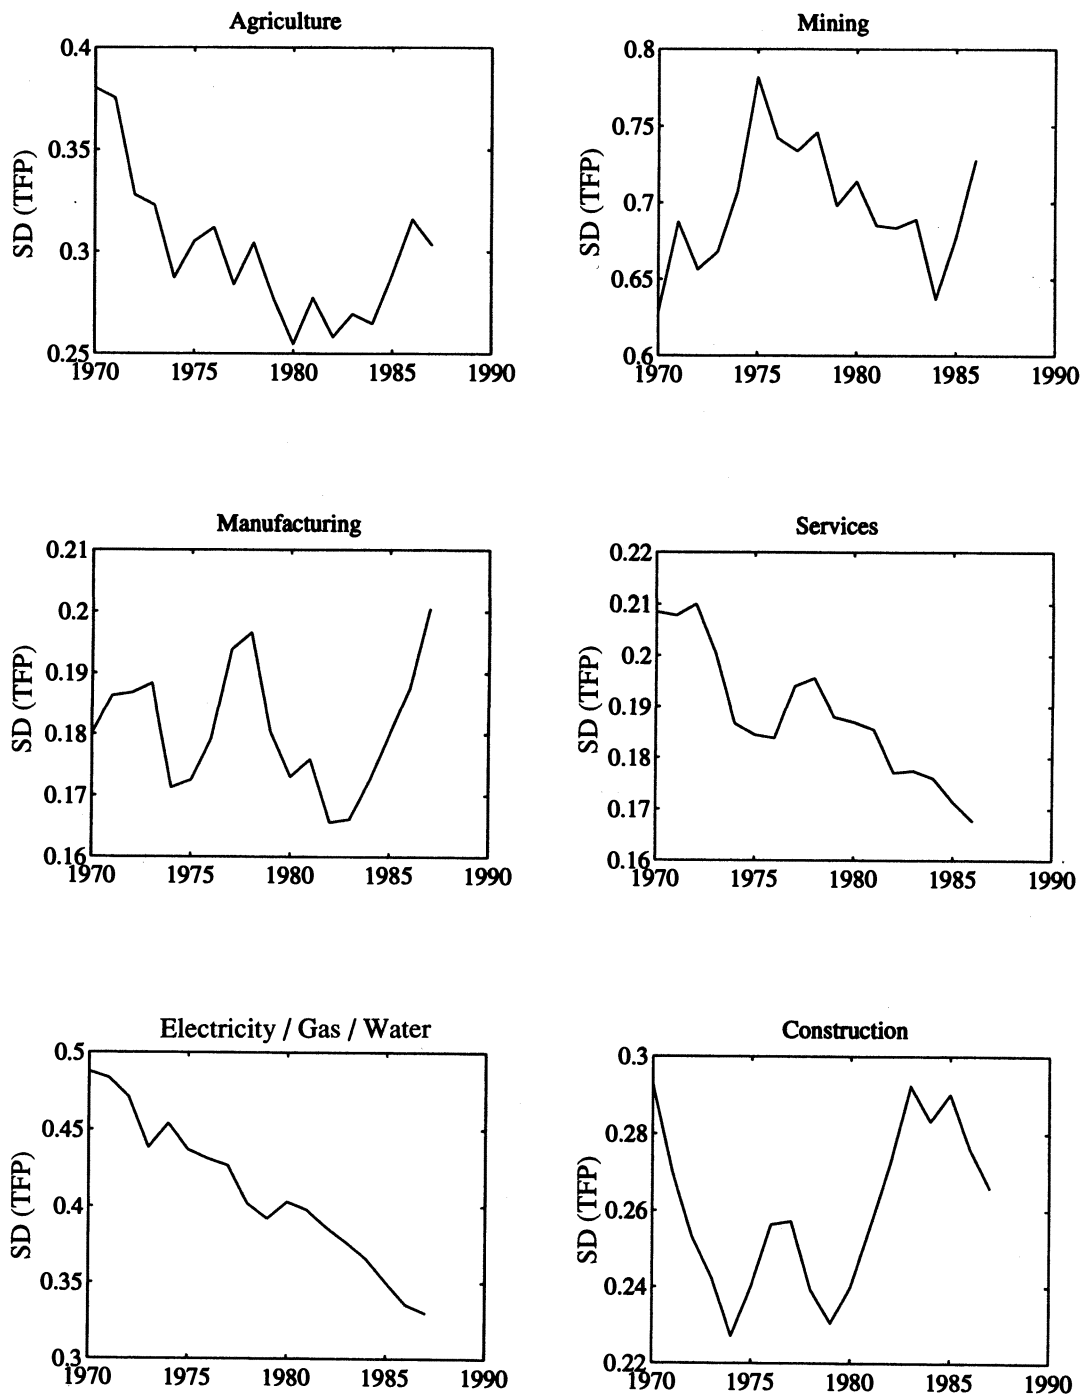 Agriculture
0.4
0.35
0.3
0.25
SD (TFP)
1970 1975 1980 1985 1990
Mining
0.8
0.75
0.7
0.65
0.6
SD (TFP)
1970 1975 1980 1985 1990
Manufacturing
0.21
0.2
0.19
0.18
0.17
0.16
SD (TFP)
1970 1975 1980 1985 1990
Services
0.22
0.21
0.2
0.19
0.18
0.17
0.16
SD (TFP)
1970 1975 1980 1985 1990
Electricity / Gas / Water
0.5
0.45
0.4
0.35
0.3
SD (TFP)
1970 1975 1980 1985 1990
Construction
0.3
0.28
0.26
0.24
0.22
SD (TFP)
1970 1975 1980 1985 1990